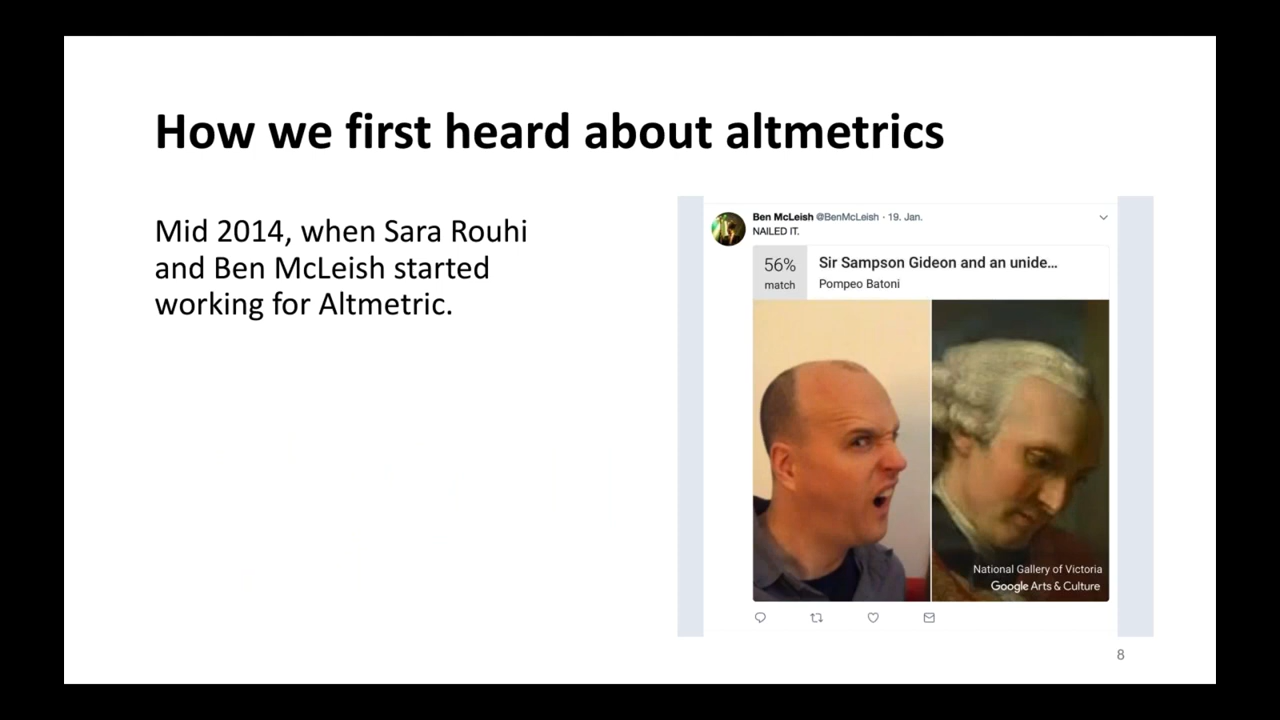 How we first heard about altmetrics
Mid 2014, when Sara Rouhi
and Ben McLeish started
working for Altmetric.
Ben McLeish @BenMcLeish · 19. Jan.
NAILED IT.
56%
match
Sir Sampson Gideon and an unide...
Pompeo Batoni
National Gallery of Victoria
Google Arts & Culture
8